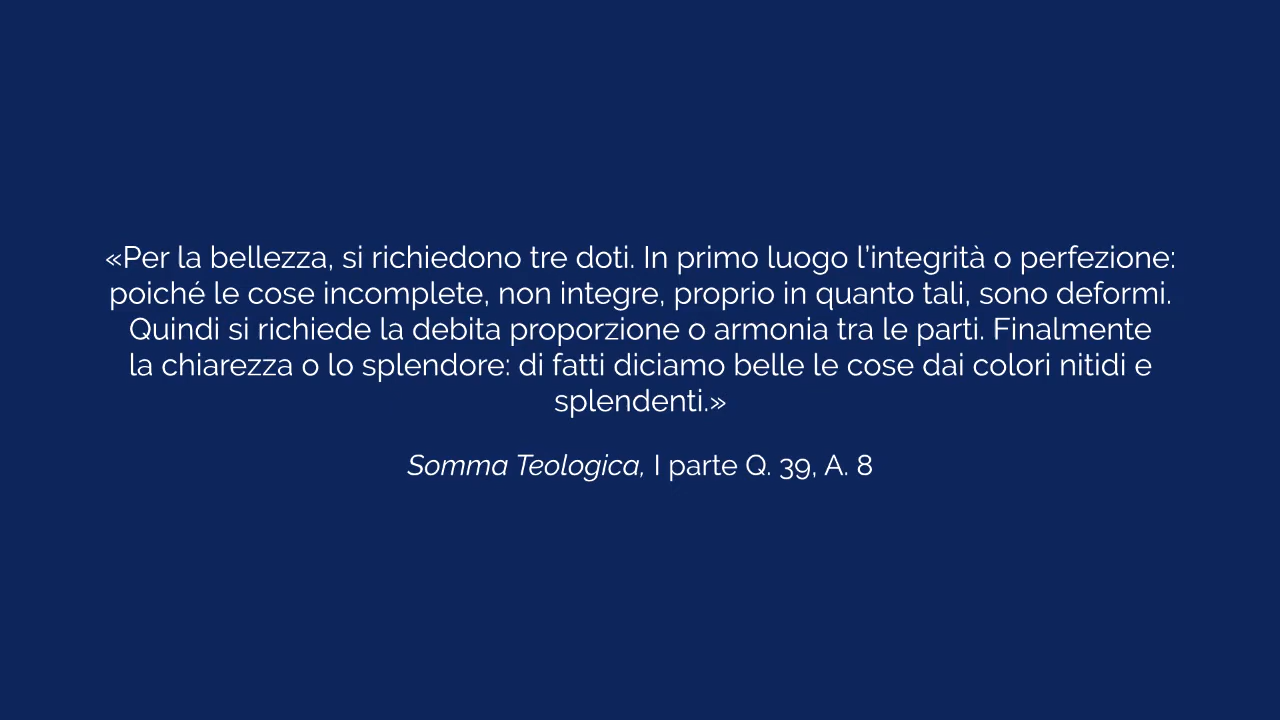 «Per la bellezza, si richiedono tre doti. In primo luogo l’integrità o perfezione:
poiché le cose incomplete, non integre, proprio in quanto tali, sono deformi.
Quindi si richiede la debita proporzione o armonia tra le parti. Finalmente
la chiarezza o lo splendore: di fatti diciamo belle le cose dai colori nitidi e
splendenti.»
Somma Teologica, I parte Q. 39, A. 8